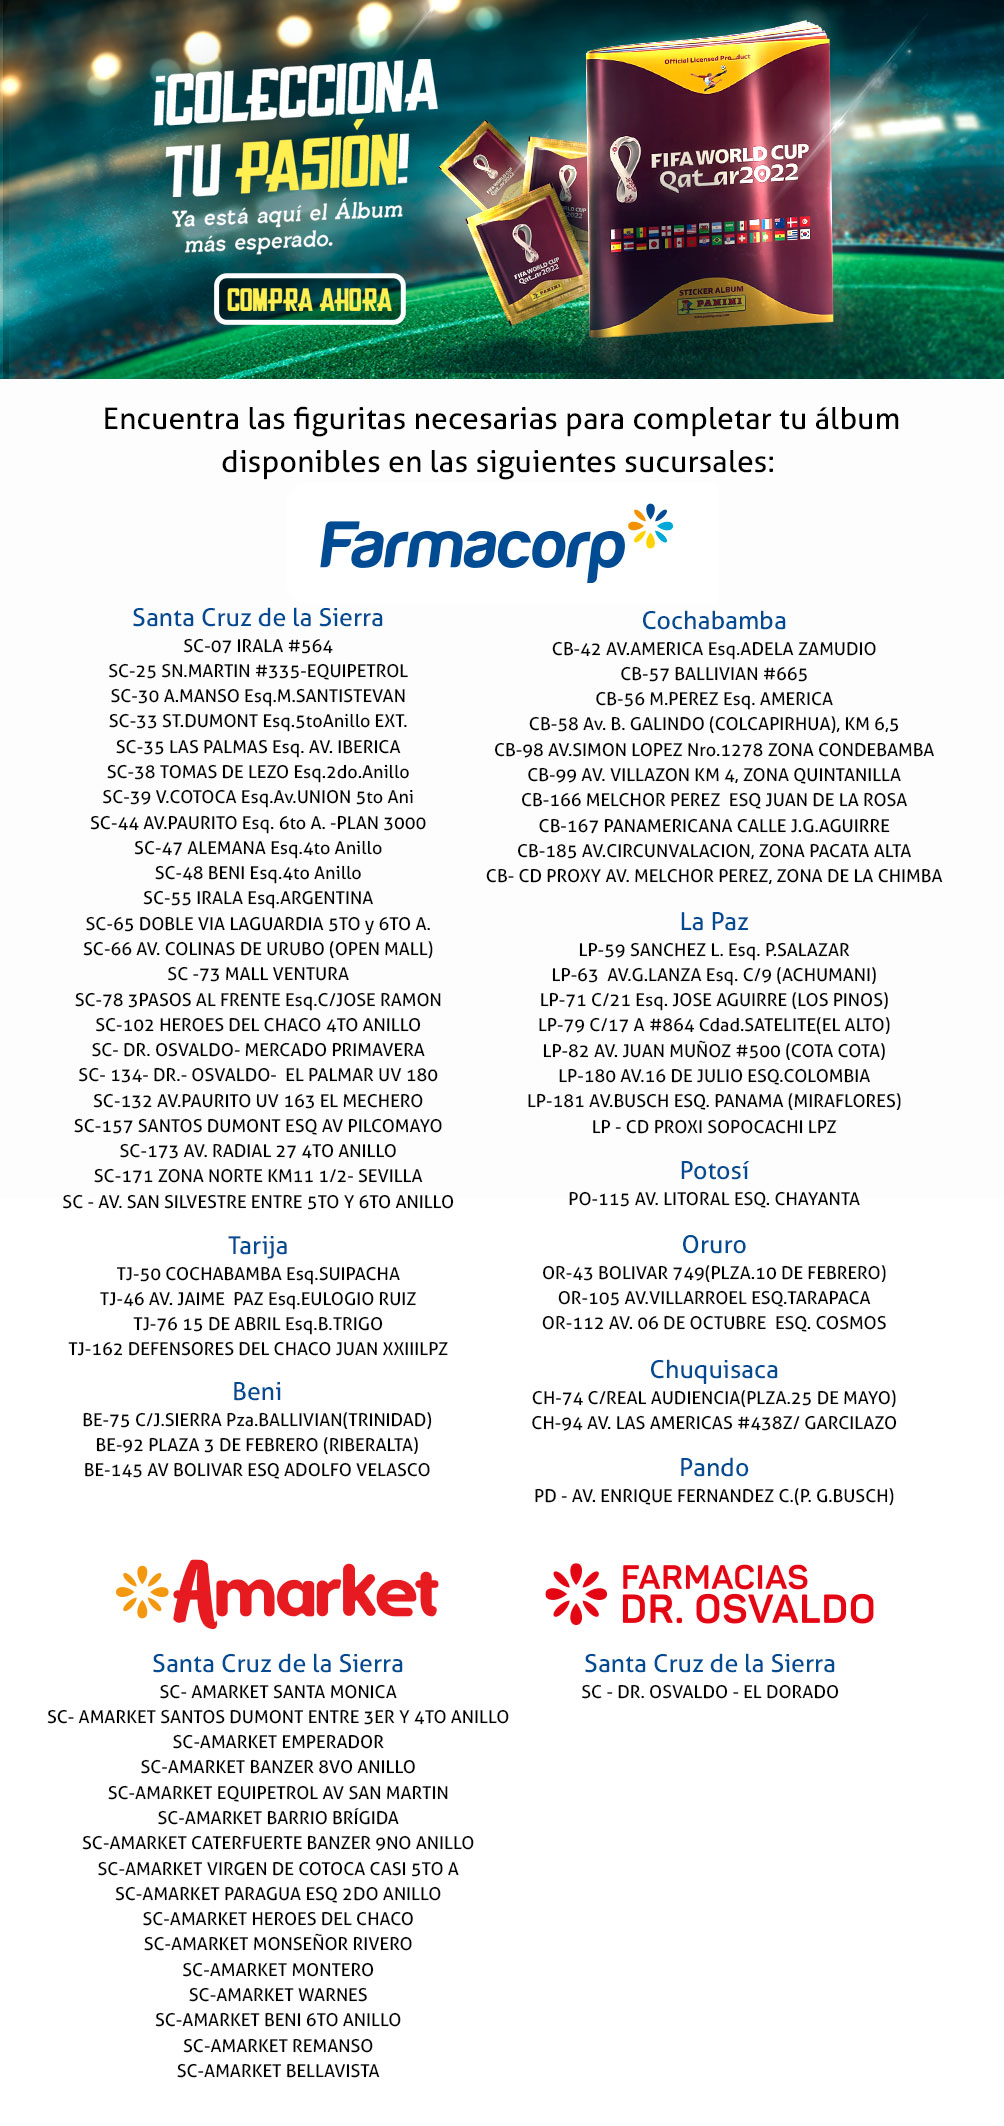 ¡COLECCIONA
TU PASIÓN!
Ya está aquí el Álbum
más esperado.
COMPRA AHORA
Official Licensed Product
FIFA WORLD CUP
Qatar2022
STICKER ALBUM
PANINI
FIFA WORLD CUP
Qatar2022
PANINI
Encuentra las figuritas necesarias para completar tu álbum
disponibles en las siguientes sucursales:
Farmacorp
Santa Cruz de la Sierra
SC-07 IRALA #564
SC-25 SN.MARTIN #335-EQUIPETROL
SC-30 A.MANSO Esq.M.SANTISTEVAN
SC-33 ST.DUMONT Esq.5toAnillo EXT.
SC-35 LAS PALMAS Esq. AV. IBERICA
SC-38 TOMAS DE LEZO Esq.2do.Anillo
SC-39 V.COTOCA Esq.Av.UNION 5to Ani
SC-44 AV.PAURITO Esq. 6to A. -PLAN 3000
SC-47 ALEMANA Esq.4to Anillo
SC-48 BENI Esq.4to Anillo
SC-55 IRALA Esq.ARGENTINA
SC-65 DOBLE VIA LAGUARDIA 5TO y 6TO A.
SC-66 AV. COLINAS DE URUBO (OPEN MALL)
SC -73 MALL VENTURA
SC-78 3PASOS AL FRENTE Esq.C/JOSE RAMON
SC-102 HEROES DEL CHACO 4TO ANILLO
SC- DR. OSVALDO- MERCADO PRIMAVERA
SC- 134- DR.- OSVALDO- EL PALMAR UV 180
SC-132 AV.PAURITO UV 163 EL MECHERO
SC-157 SANTOS DUMONT ESQ AV PILCOMAYO
SC-173 AV. RADIAL 27 4TO ANILLO
SC-171 ZONA NORTE KM11 1/2- SEVILLA
SC - AV. SAN SILVESTRE ENTRE 5TO Y 6TO ANILLO
Tarija
TJ-50 COCHABAMBA Esq.SUIPACHA
TJ-46 AV. JAIME PAZ Esq.EULOGIO RUIZ
TJ-76 15 DE ABRIL Esq.B.TRIGO
TJ-162 DEFENSORES DEL CHACO JUAN XXIIILPZ
Beni
BE-75 C/J.SIERRA Pza.BALLIVIAN(TRINIDAD)
BE-92 PLAZA 3 DE FEBRERO (RIBERALTA)
BE-145 AV BOLIVAR ESQ ADOLFO VELASCO
Cochabamba
CB-42 AV.AMERICA Esq.ADELA ZAMUDIO
CB-57 BALLIVIAN #665
CB-56 M.PEREZ Esq. AMERICA
CB-58 Av. B. GALINDO (COLCAPIRHUA), KM 6,5
CB-98 AV.SIMON LOPEZ Nro.1278 ZONA CONDEBAMBA
CB-99 AV. VILLAZON KM 4, ZONA QUINTANILLA
CB-166 MELCHOR PEREZ ESQ JUAN DE LA ROSA
CB-167 PANAMERICANA CALLE J.G.AGUIRRE
CB-185 AV.CIRCUNVALACION, ZONA PACATA ALTA
CB- CD PROXY AV. MELCHOR PEREZ, ZONA DE LA CHIMBA
La Paz
LP-59 SANCHEZ L. Esq. P.SALAZAR
LP-63 AV.G.LANZA Esq. C/9 (ACHUMANI)
LP-71 C/21 Esq. JOSE AGUIRRE (LOS PINOS)
LP-79 C/17 A #864 Cdad.SATELITE(EL ALTO)
LP-82 AV. JUAN MUÑOZ #500 (COTA COTA)
LP-180 AV.16 DE JULIO ESQ.COLOMBIA
LP-181 AV.BUSCH ESQ. PANAMA (MIRAFLORES)
LP - CD PROXI SOPOCACHI LPZ
Potosí
PO-115 AV. LITORAL ESQ. CHAYANTA
Oruro
OR-43 BOLIVAR 749(PLZA.10 DE FEBRERO)
OR-105 AV.VILLARROEL ESQ.TARAPACA
OR-112 AV. 06 DE OCTUBRE ESQ. COSMOS
Chuquisaca
CH-74 C/REAL AUDIENCIA(PLZA.25 DE MAYO)
CH-94 AV. LAS AMERICAS #438Z/ GARCILAZO
Pando
PD - AV. ENRIQUE FERNANDEZ C.(P. G.BUSCH)
Amarket
Santa Cruz de la Sierra
SC- AMARKET SANTA MONICA
SC- AMARKET SANTOS DUMONT ENTRE 3ER Y 4TO ANILLO
SC-AMARKET EMPERADOR
SC-AMARKET BANZER 8VO ANILLO
SC-AMARKET EQUIPETROL AV SAN MARTIN
SC-AMARKET BARRIO BRÍGIDA
SC-AMARKET CATERFUERTE BANZER 9NO ANILLO
SC-AMARKET VIRGEN DE COTOCA CASI 5TO A
SC-AMARKET PARAGUA ESQ 2DO ANILLO
SC-AMARKET HEROES DEL CHACO
SC-AMARKET MONSEÑOR RIVERO
SC-AMARKET MONTERO
SC-AMARKET WARNES
SC-AMARKET BENI 6TO ANILLO
SC-AMARKET REMANSO
SC-AMARKET BELLAVISTA
FARMACIAS
DR. OSVALDO
Santa Cruz de la Sierra
SC - DR. OSVALDO - EL DORADO